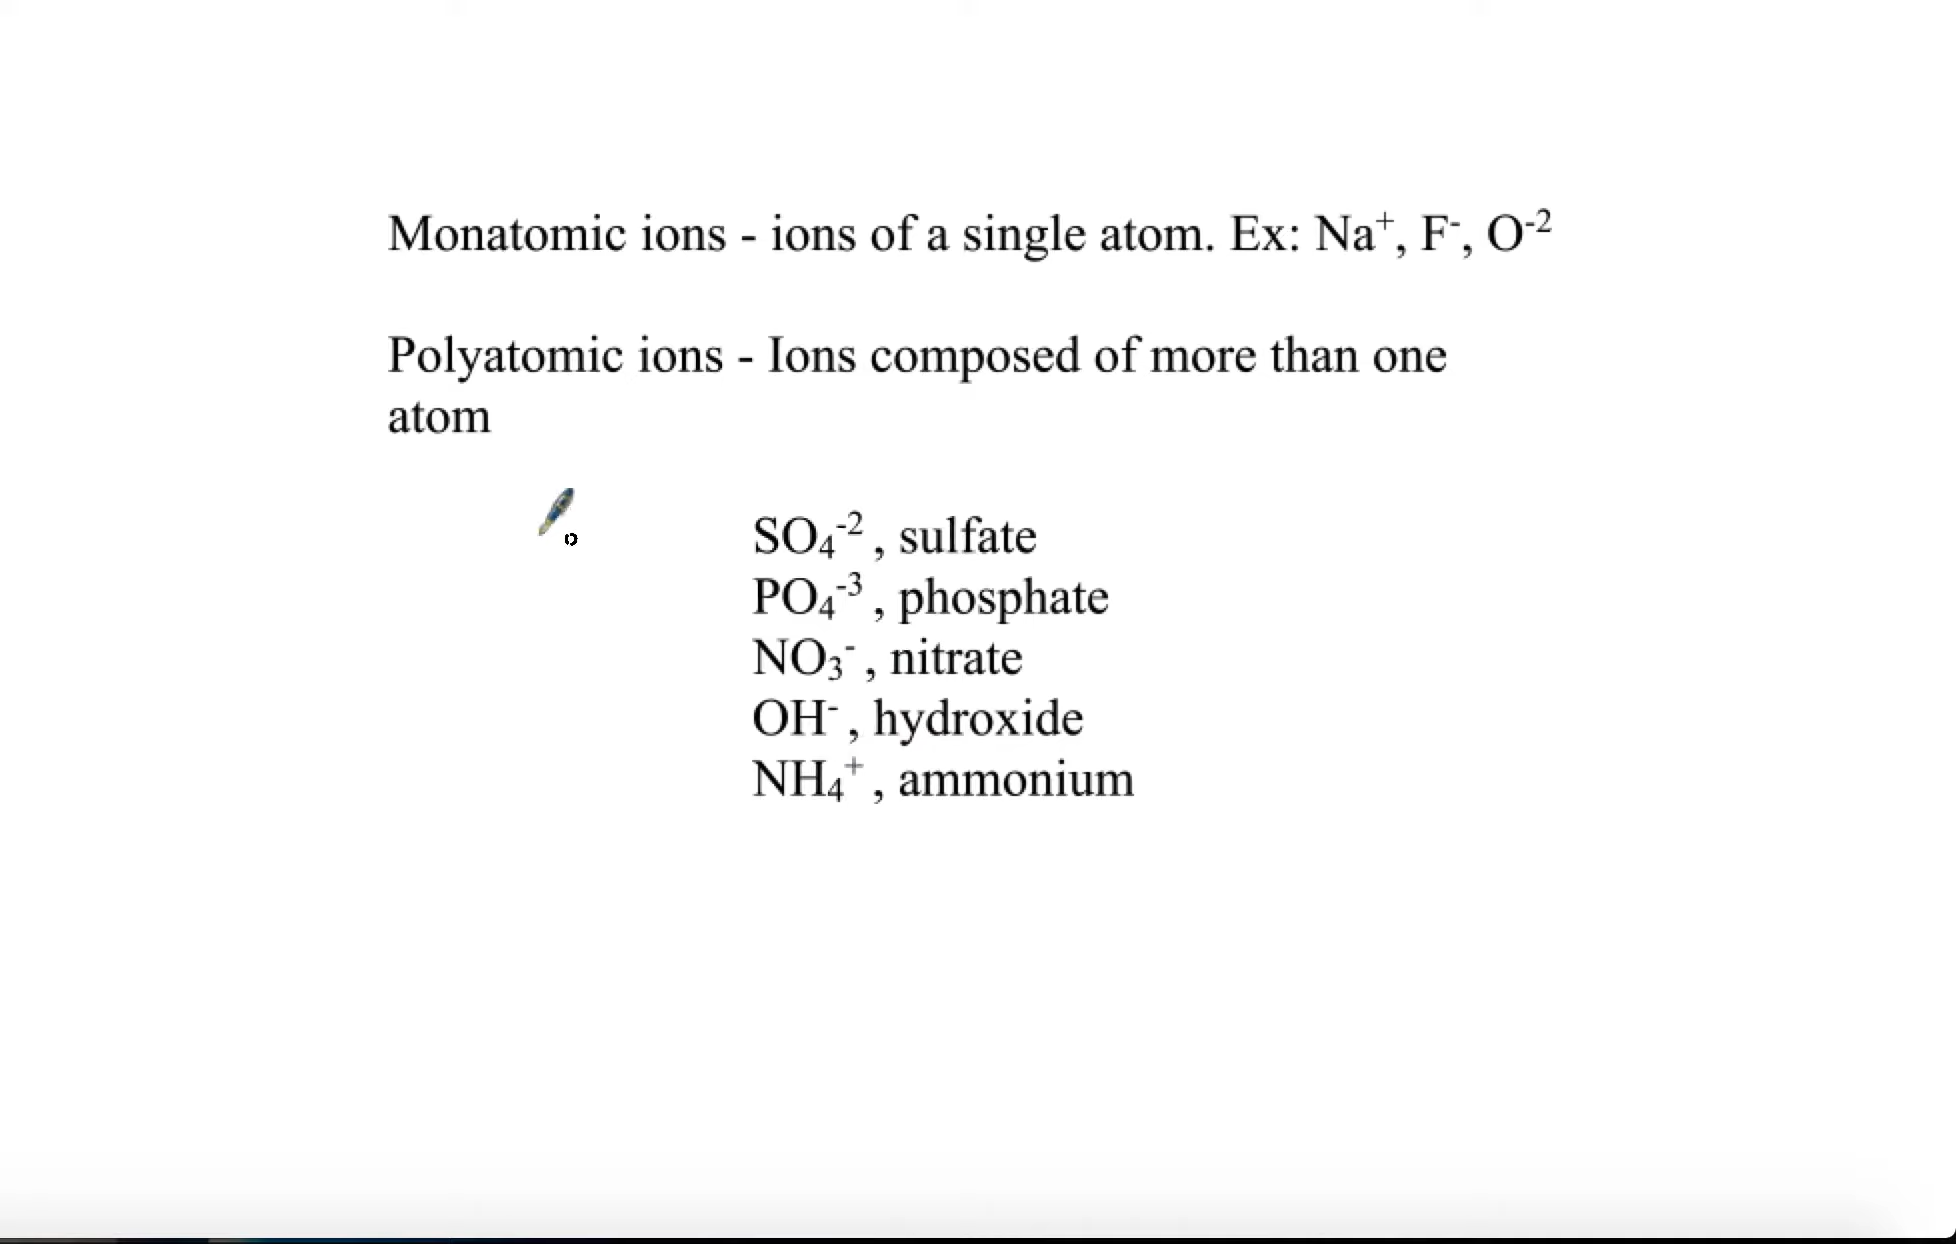 Monatomic ions - ions of a single atom. Ex: Na⁺, F⁻, O⁻²
Polyatomic ions - Ions composed of more than one
atom
SO₄⁻² , sulfate
PO₄⁻³ , phosphate
NO₃⁻ , nitrate
OH⁻ , hydroxide
NH₄⁺ , ammonium